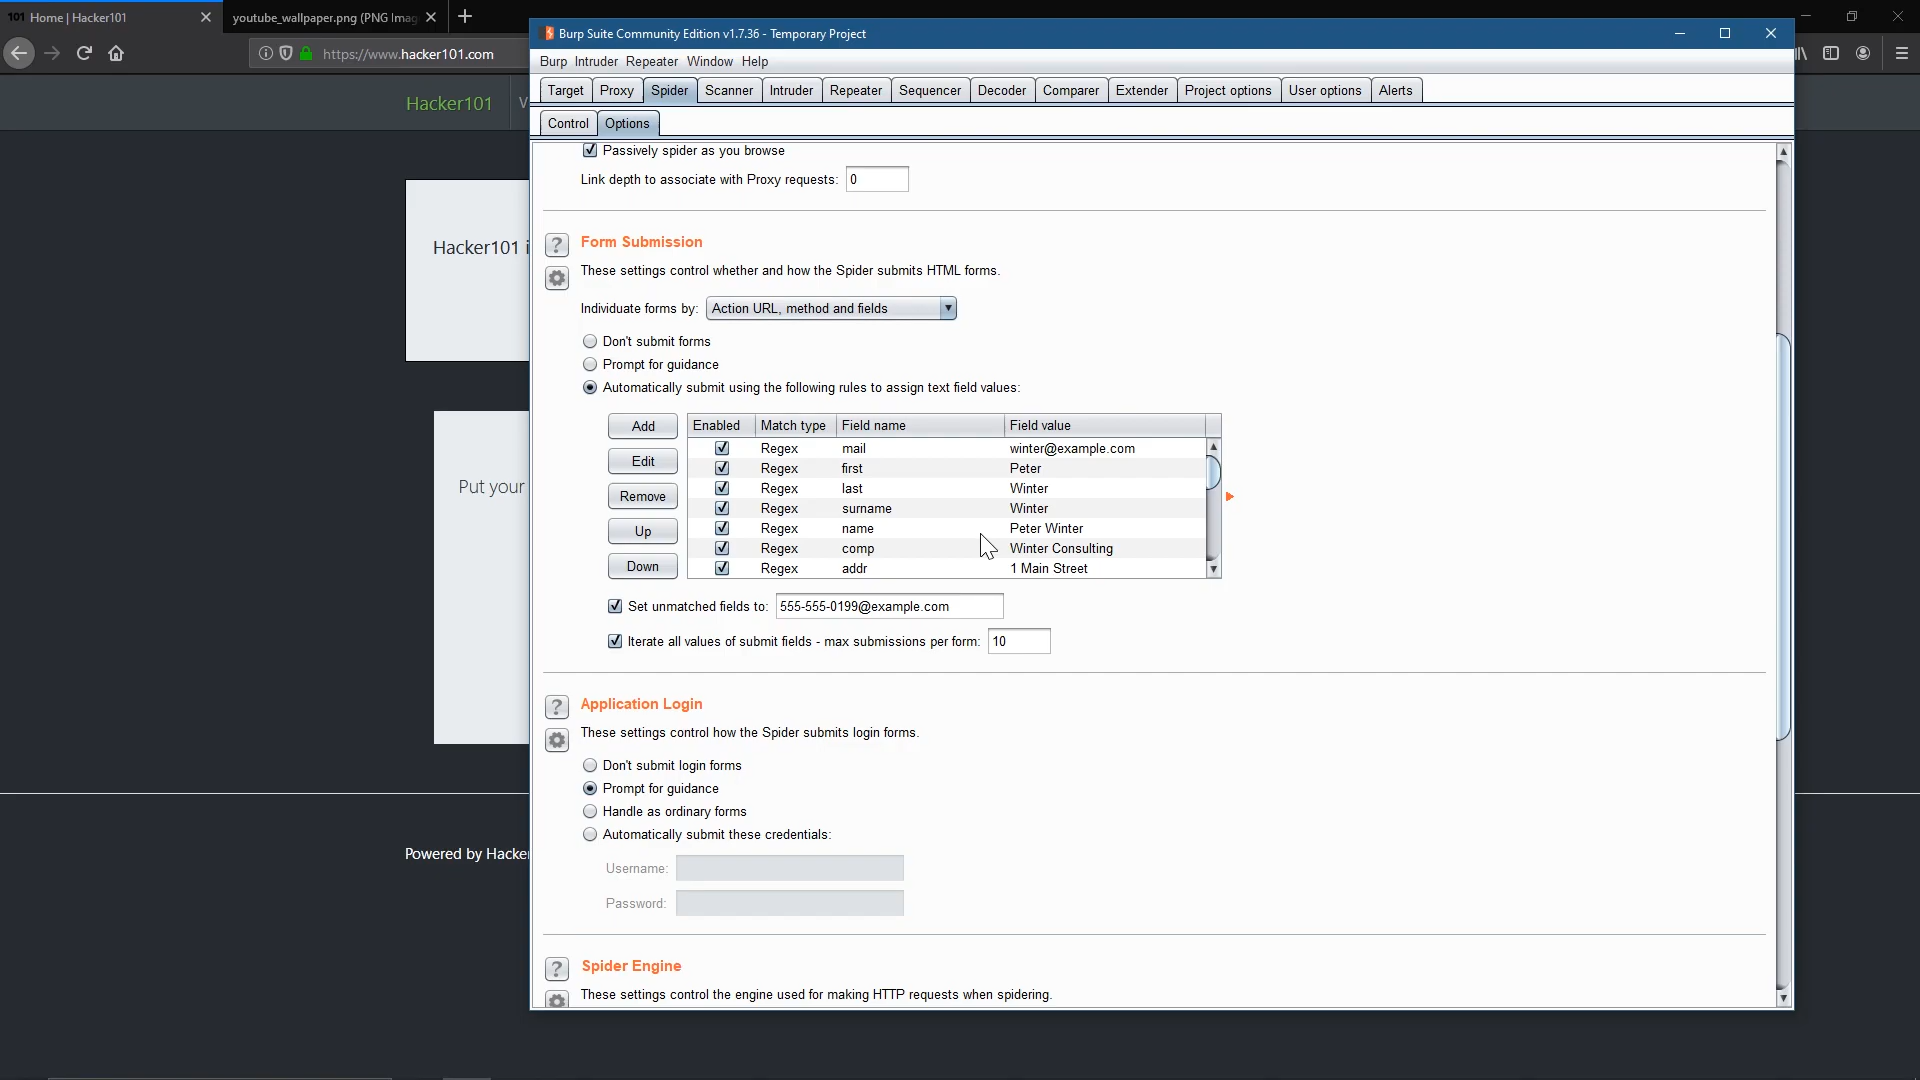 101 Home | Hacker101
youtube_wallpaper.png (PNG Imag
https://www.hacker101.com
Hacker101
V
Hacker101 i
Put your
Powered by Hacker
Burp Suite Community Edition v1.7.36 - Temporary Project
Burp Intruder Repeater Window Help
Target Proxy Spider Scanner Intruder Repeater Sequencer Decoder Comparer Extender Project options User options Alerts
Control Options
Passively spider as you browse
Link depth to associate with Proxy requests: 0
? Form Submission
These settings control whether and how the Spider submits HTML forms.
Individuate forms by: Action URL, method and fields
Don't submit forms
Prompt for guidance
Automatically submit using the following rules to assign text field values:
Add
Edit
Remove
Up
Down
Enabled Match type Field name Field value
Regex mail winter@example.com
Regex first Peter
Regex last Winter
Regex surname Winter
Regex name Peter Winter
Regex comp Winter Consulting
Regex addr 1 Main Street
Set unmatched fields to: 555-555-0199@example.com
Iterate all values of submit fields - max submissions per form: 10
? Application Login
These settings control how the Spider submits login forms.
Don't submit login forms
Prompt for guidance
Handle as ordinary forms
Automatically submit these credentials:
Username:
Password:
? Spider Engine
These settings control the engine used for making HTTP requests when spidering.